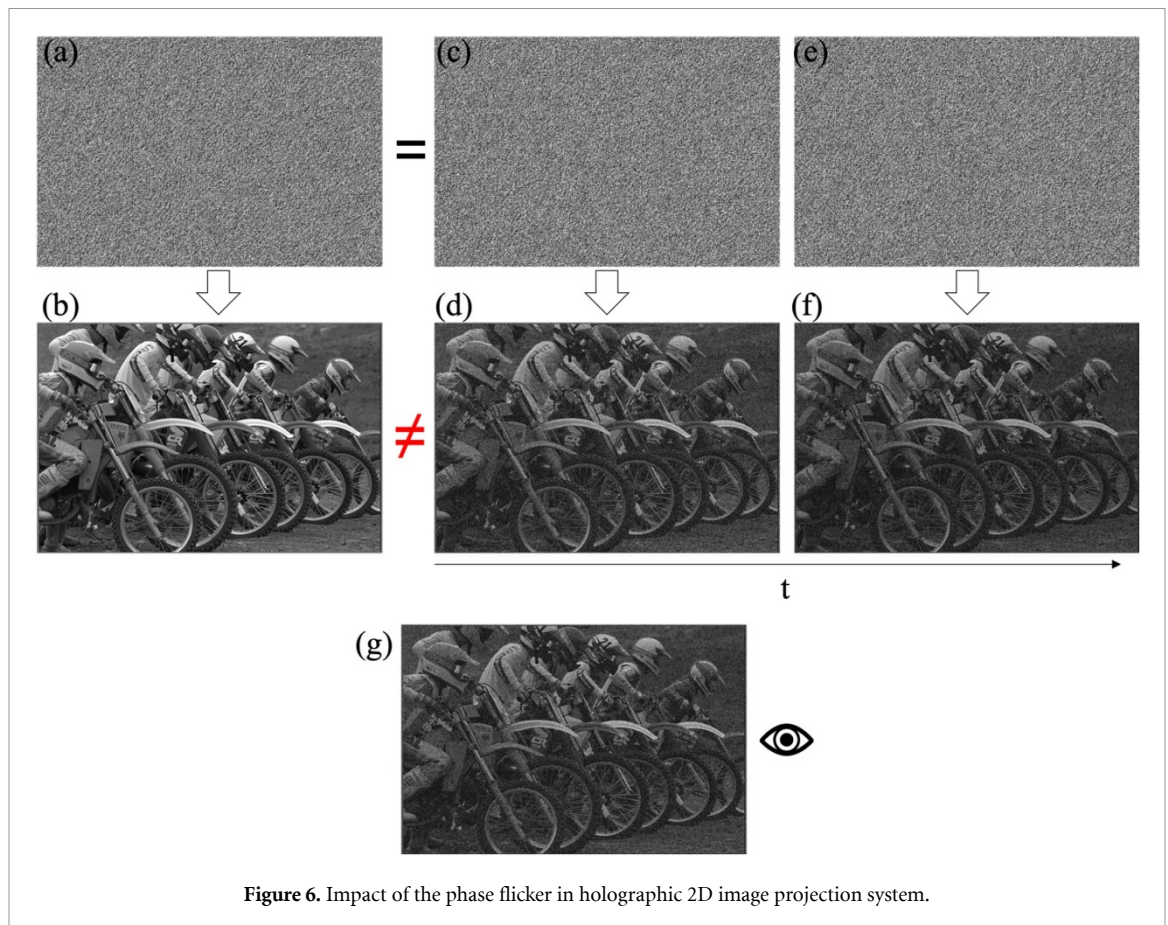 (a)
(c)
(e)
=
(b)
(d)
(f)
≠
t
(g)
Figure 6. Impact of the phase flicker in holographic 2D image projection system.